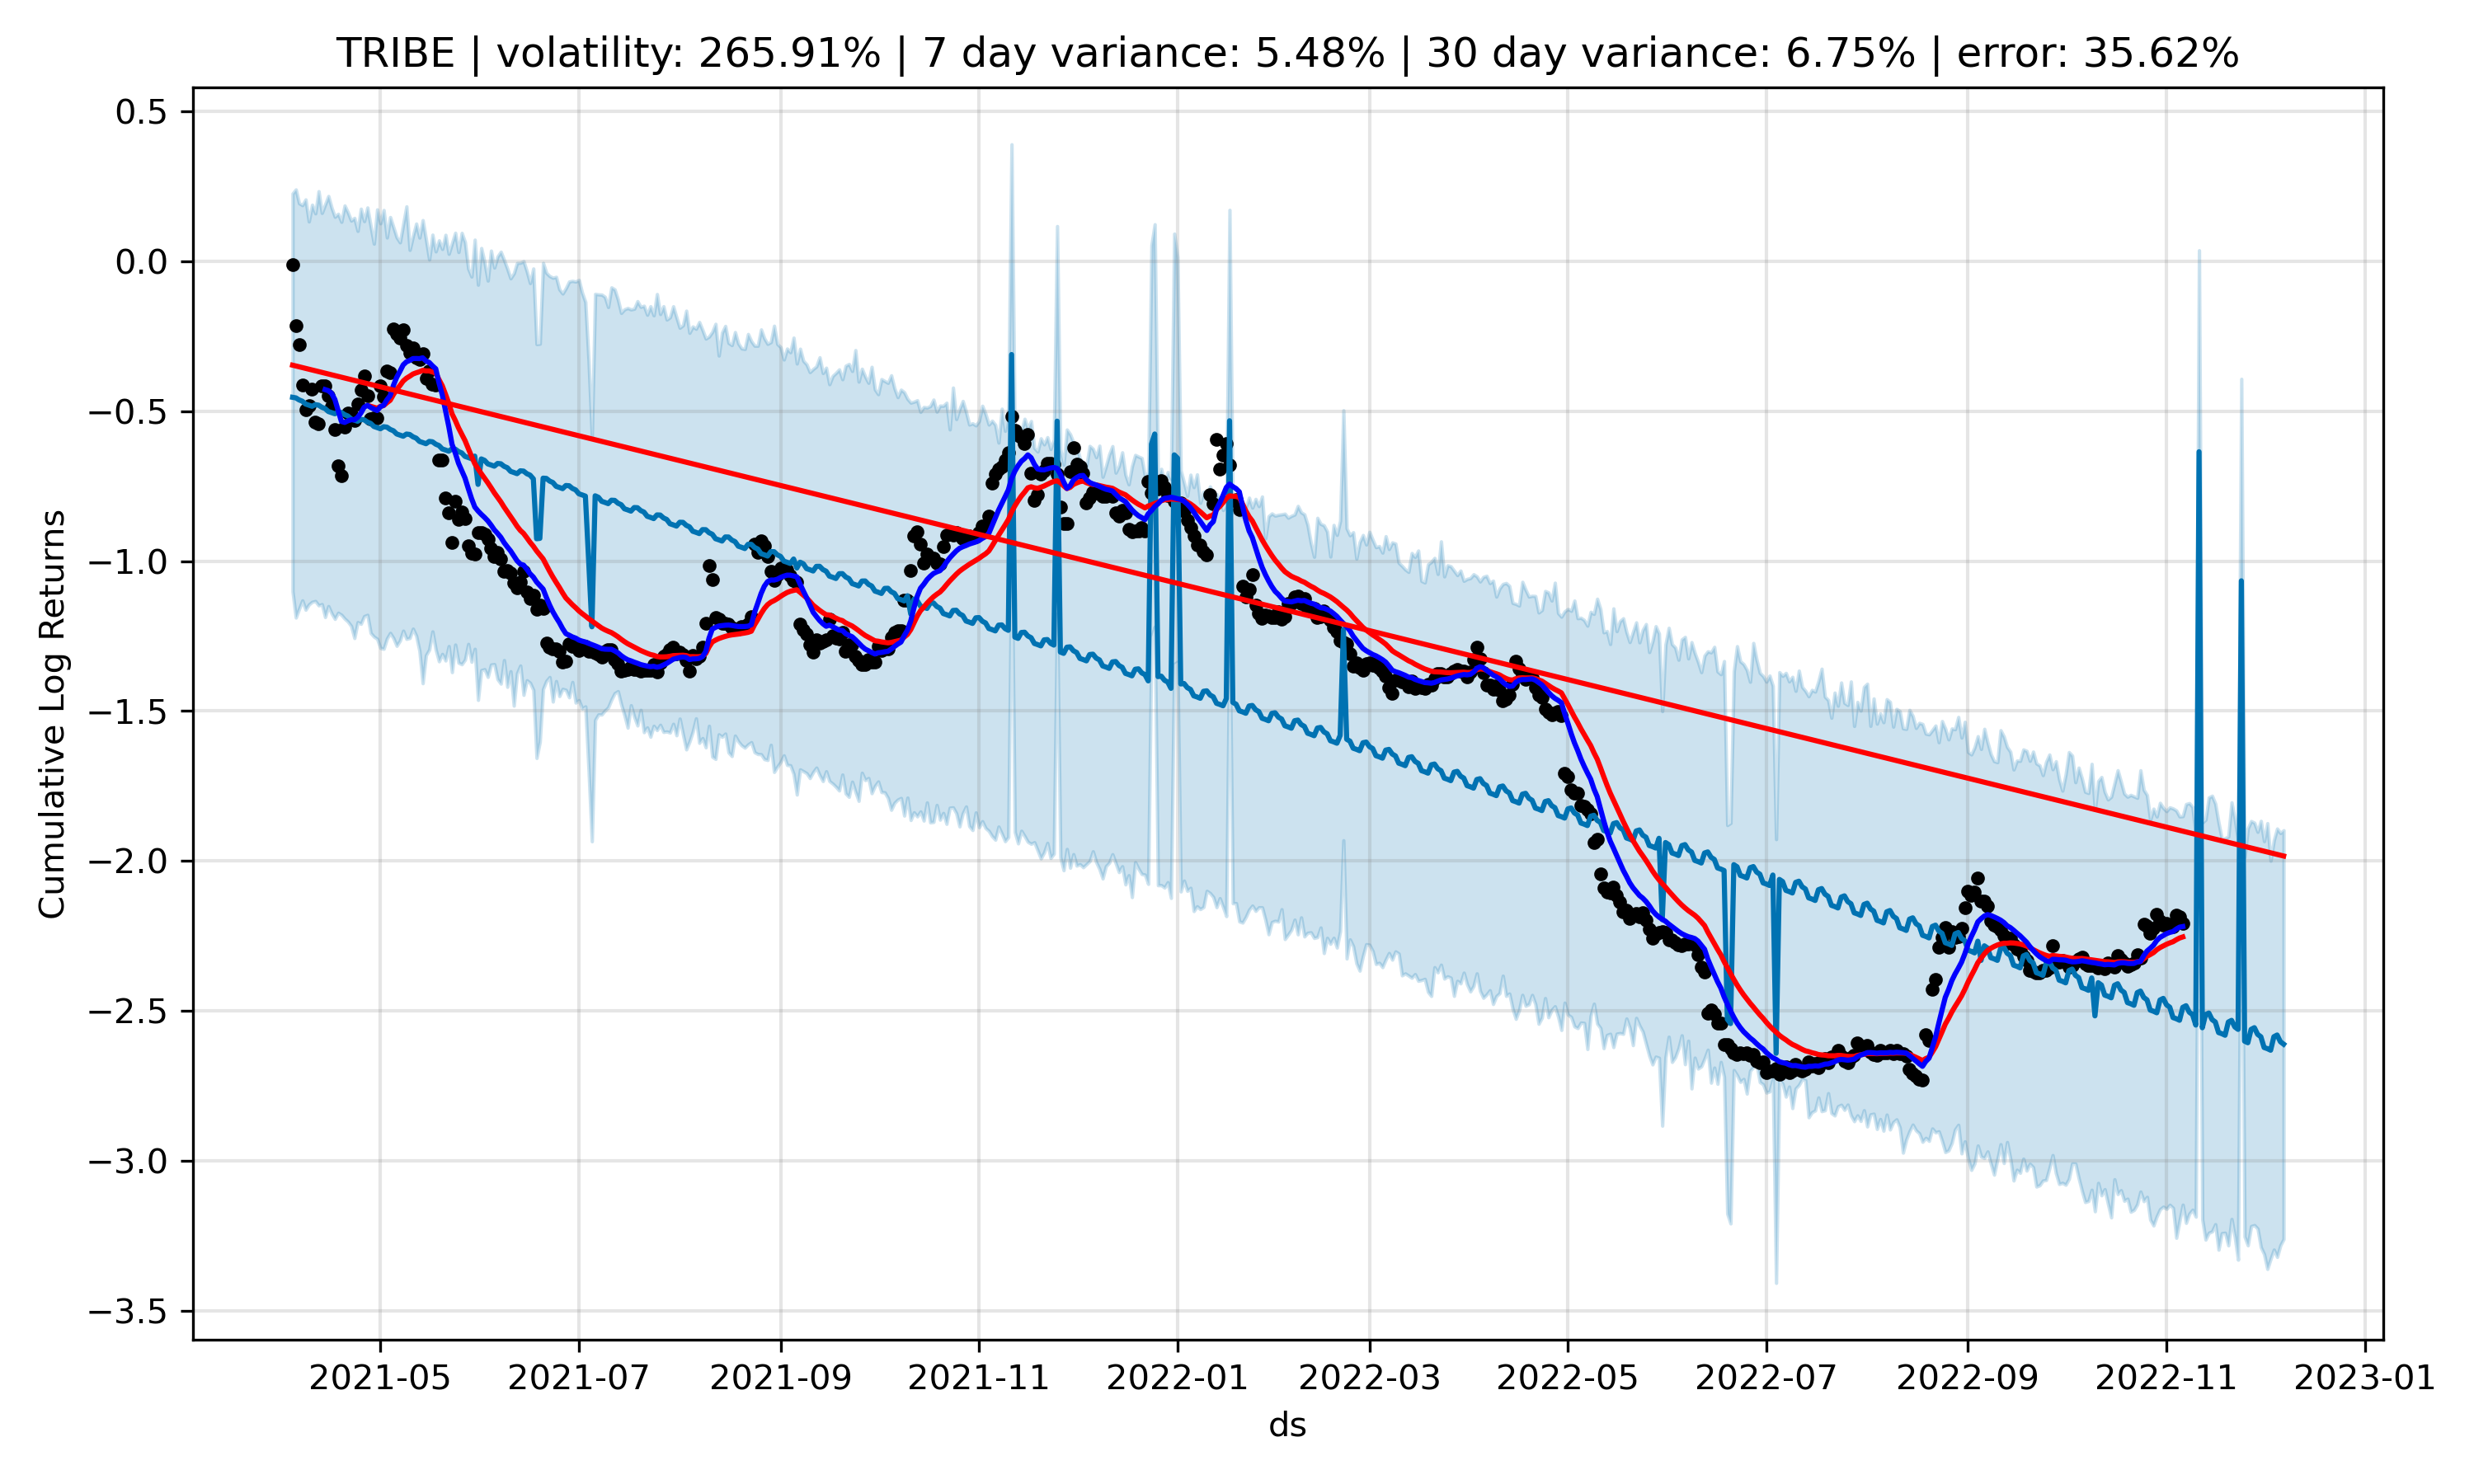 TRIBE | volatility: 265.91% | 7 day variance: 5.48% | 30 day variance: 6.75% | error: 35.62%
Cumulative Log Returns
0.5
0.0
−0.5
−1.0
−1.5
−2.0
−2.5
−3.0
−3.5
2021-05 2021-07 2021-09 2021-11 2022-01 2022-03 2022-05 2022-07 2022-09 2022-11 2023-01
ds